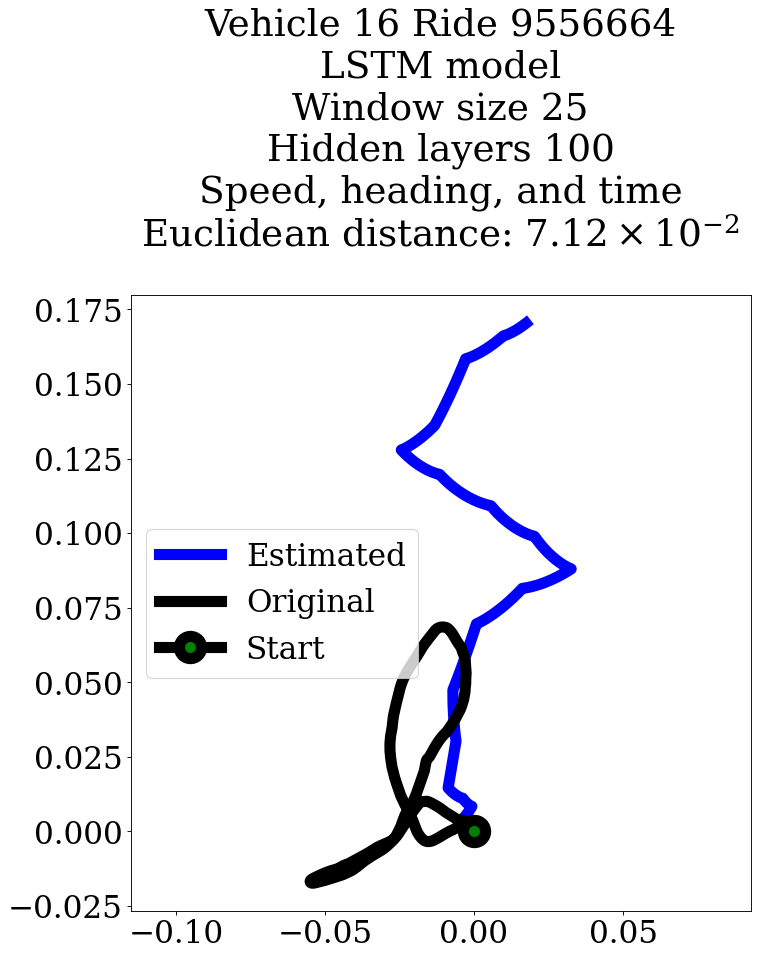 Vehicle 16 Ride 9556664
LSTM model
Window size 25
Hidden layers 100
Speed, heading, and time
Euclidean distance: 7.12 × 10⁻²
0.175
0.150
0.125
0.100
0.075
0.050
0.025
0.000
−0.025
Estimated
Original
Start
−0.10
−0.05
0.00
0.05